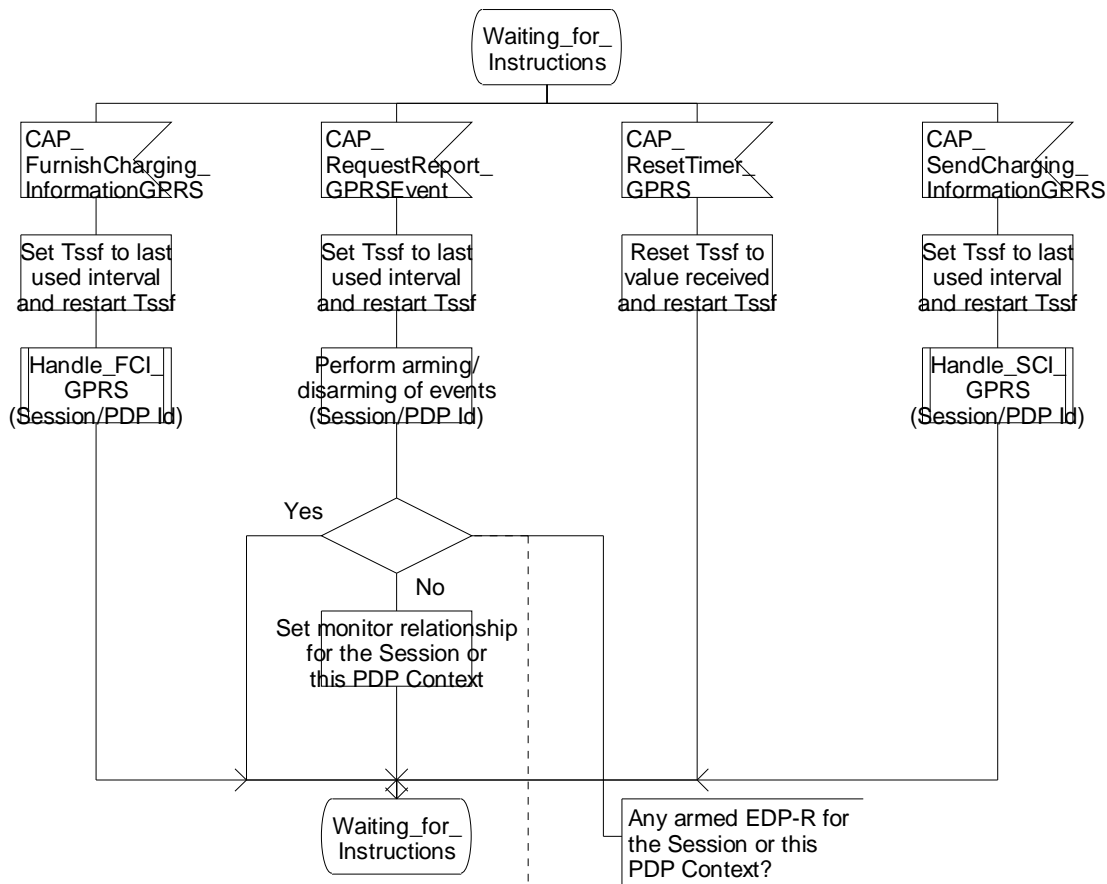 Waiting_for_
Instructions
CAP_
FurnishCharging_
InformationGPRS
CAP_
RequestReport_
GPRSEvent
CAP_
ResetTimer_
GPRS
CAP_
SendCharging_
InformationGPRS
Set Tssf to last
used interval
and restart Tssf
Set Tssf to last
used interval
and restart Tssf
Reset Tssf to
value received
and restart Tssf
Set Tssf to last
used interval
and restart Tssf
Handle_FCI_
GPRS
(Session/PDP Id)
Perform arming/
disarming of events
(Session/PDP Id)
Handle_SCI_
GPRS
(Session/PDP Id)
Yes
No
Set monitor relationship
for the Session or
this PDP Context
Waiting_for_
Instructions
Any armed EDP-R for
the Session or this
PDP Context?